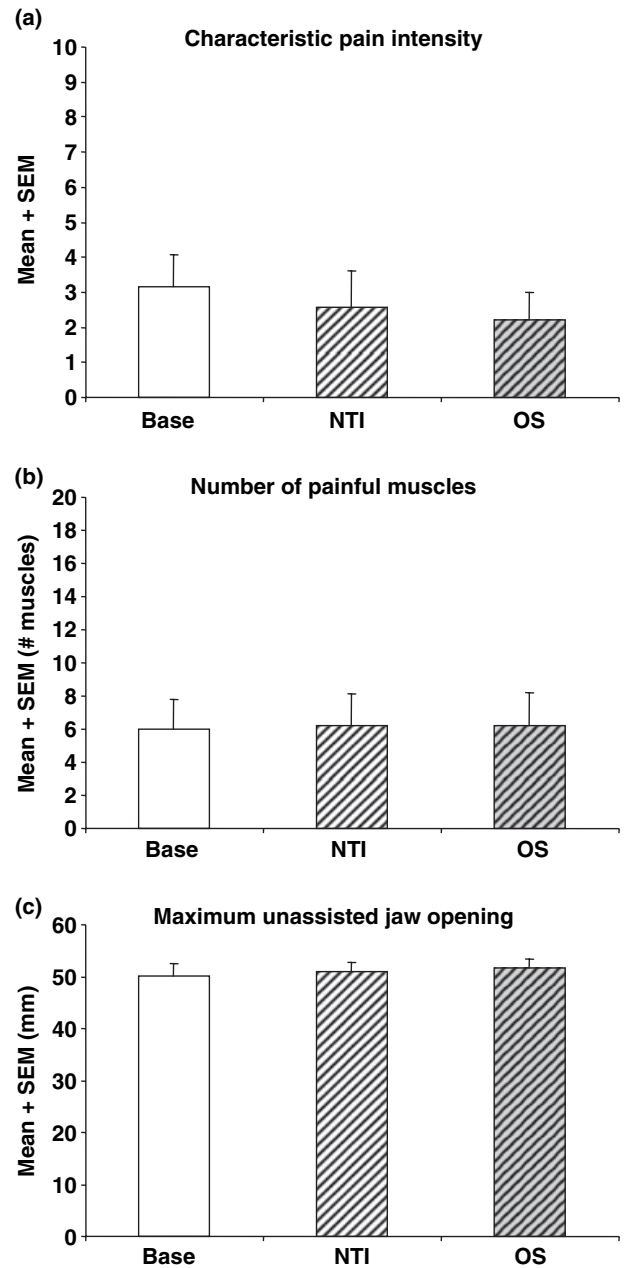 (a)
Characteristic pain intensity
Mean + SEM
10
9
8
7
6
5
4
3
2
1
0
Base NTI OS
(b)
Number of painful muscles
Mean + SEM (# muscles)
20
18
16
14
12
10
8
6
4
2
0
Base NTI OS
(c)
Maximum unassisted jaw opening
Mean + SEM (mm)
60
50
40
30
20
10
0
Base NTI OS